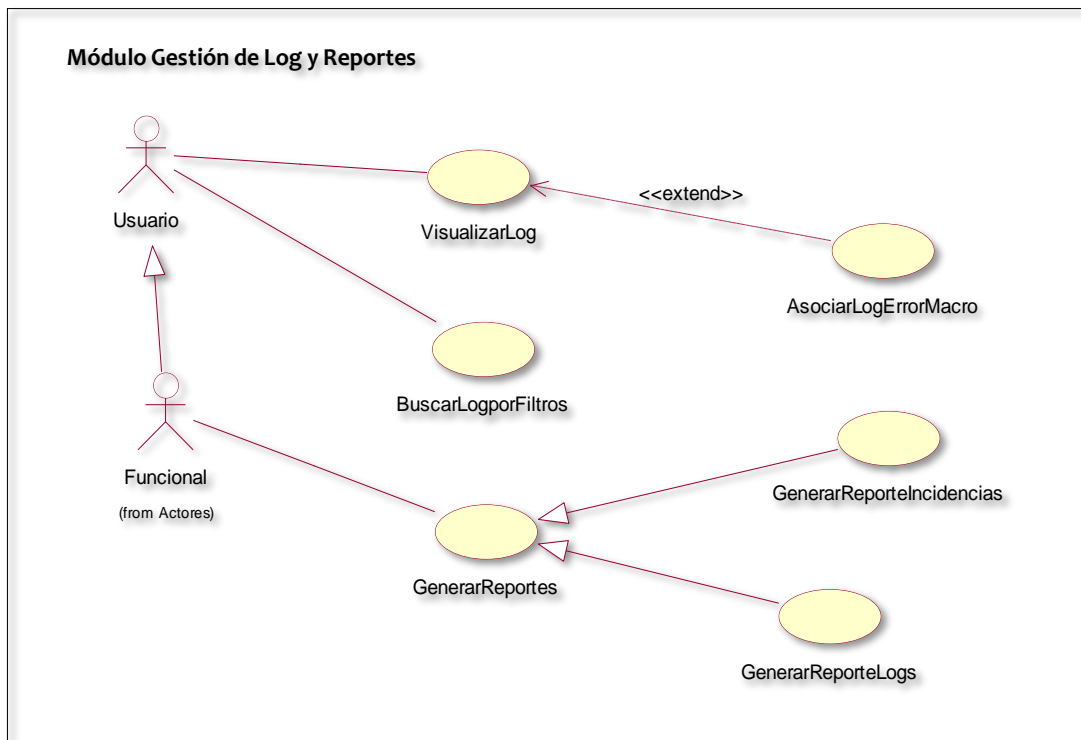 Módulo Gestión de Log y Reportes
Usuario
VisualizarLog
<<extend>>
AsociarLogErrorMacro
BuscarLogporFiltros
Funcional
(from Actores)
GenerarReporteIncidencias
GenerarReportes
GenerarReporteLogs